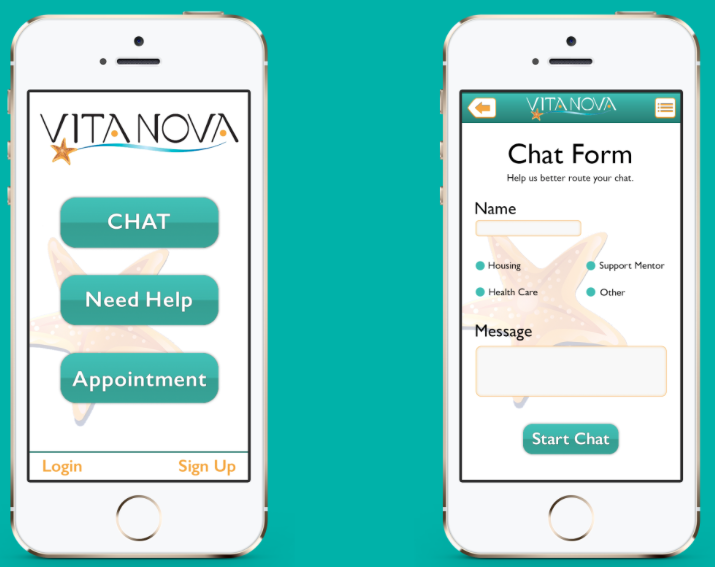 VITA NOVA
CHAT
Need Help
Appointment
Login Sign Up
VITA NOVA
Chat Form
Help us better route your chat.
Name
Housing Support Mentor
Health Care Other
Message
Start Chat